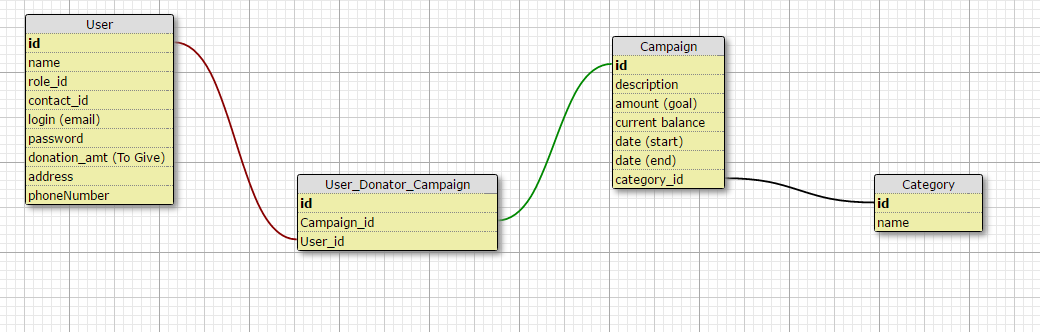 User
id
name
role_id
contact_id
login (email)
password
donation_amt (To Give)
address
phoneNumber
User_Donator_Campaign
id
Campaign_id
User_id
Campaign
id
description
amount (goal)
current balance
date (start)
date (end)
category_id
Category
id
name